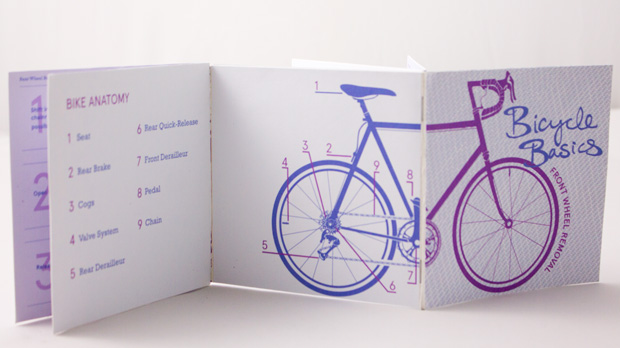 1
2
3
BIKE ANATOMY
1 Seat
2 Rear Brake
3 Cogs
4 Valve System
5 Rear Derailleur
6 Rear Quick-Release
7 Front Derailleur
8 Pedal
9 Chain
1
2
3
4
9
8
5
7
6
Bicycle
Basics
FRONT WHEEL REMOVAL